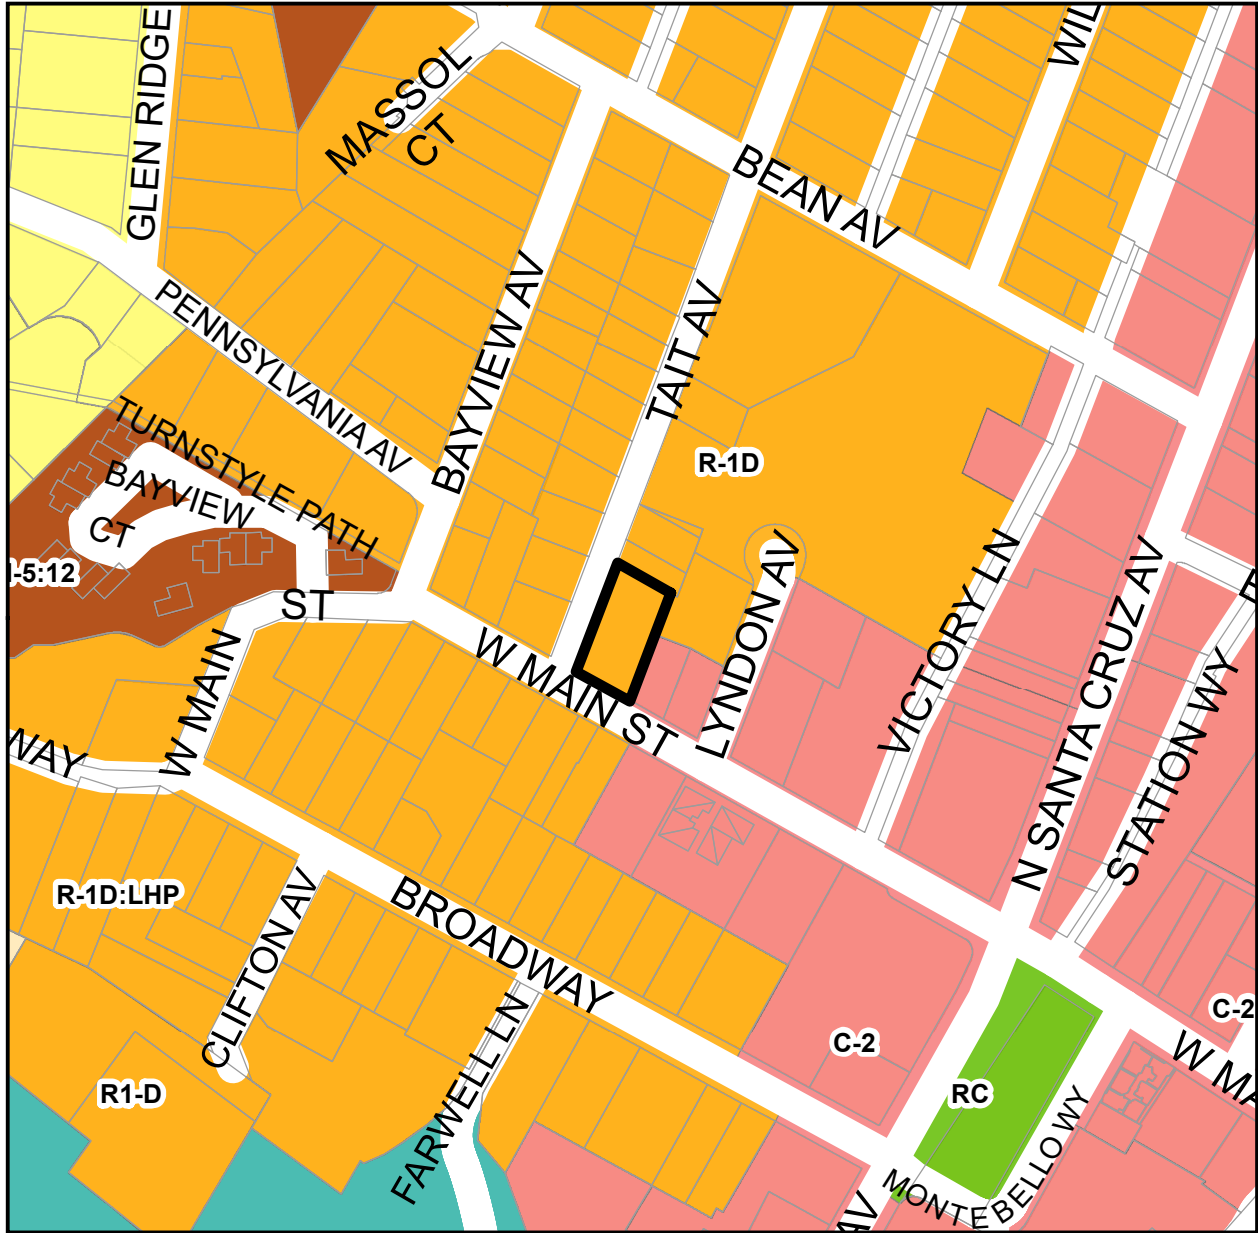 GLEN RIDGE
MASSOL
CT
WIL
BEAN AV
PENNSYLVANIA AV
BAYVIEW AV
TAIT AV
R-1D
TURNSTYLE PATH
BAYVIEW
CT
-5:12
ST
W MAIN
W MAIN ST
LYNDON AV
VICTORY LN
N SANTA CRUZ AV
STATION WY
E
WAY
R-1D:LHP
CLIFTON AV
BROADWAY
FARWELL LN
R1-D
C-2
RC
C-2
W MA
MONTEBELLO WY
AV